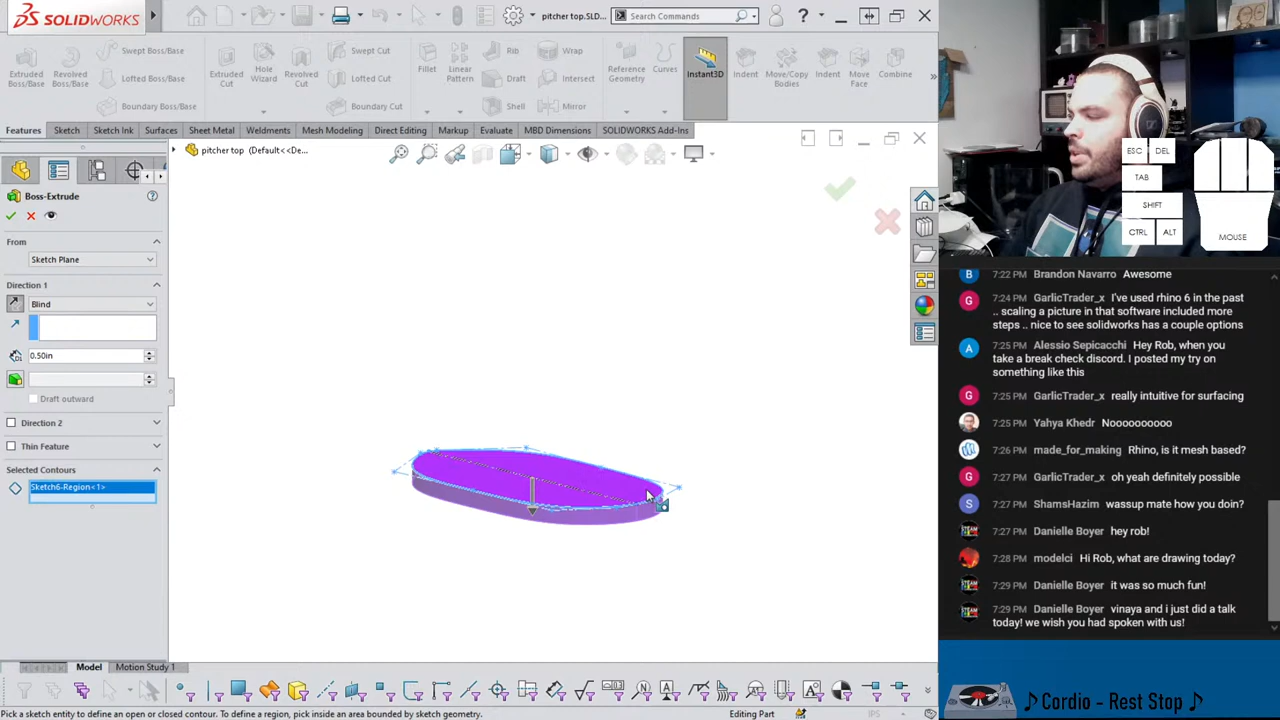 SOLIDWORKS
pitcher top.SLD...
Search Commands
Extruded Boss/Base
Revolved Boss/Base
Swept Boss/Base
Lofted Boss/Base
Boundary Boss/Base
Extruded Cut
Hole Wizard
Revolved Cut
Swept Cut
Lofted Cut
Boundary Cut
Fillet
Linear Pattern
Rib
Draft
Shell
Wrap
Intersect
Mirror
Reference Geometry
Curves
Instant3D
Indent
Move/Copy Bodies
Indent
Move Face
Combine
Features
Sketch
Sketch Ink
Surfaces
Sheet Metal
Weldments
Mesh Modeling
Direct Editing
Markup
Evaluate
MBD Dimensions
SOLIDWORKS Add-Ins
pitcher top (Default<<De...
Boss-Extrude
From
Sketch Plane
Direction 1
Blind
0.50in
Draft outward
Direction 2
Thin Feature
Selected Contours
Sketch6-Region<1>
ESC
DEL
TAB
SHIFT
CTRL
ALT
MOUSE
B 7:22 PM Brandon Navarro Awesome
G 7:24 PM GarlicTrader_x I've used rhino 6 in the past
.. scaling a picture in that software included more
steps .. nice to see solidworks has a couple options
A 7:25 PM Alessio Sepicacchi Hey Rob, when you
take a break check discord. I posted my try on
something like this
G 7:25 PM GarlicTrader_x really intuitive for surfacing
7:25 PM Yahya Khedr Noooooooooo
7:26 PM made_for_making Rhino, is it mesh based?
G 7:27 PM GarlicTrader_x oh yeah definitely possible
S 7:27 PM ShamsHazim wassup mate how you doin?
7:27 PM Danielle Boyer hey rob!
7:28 PM modelci Hi Rob, what are drawing today?
7:29 PM Danielle Boyer it was so much fun!
7:29 PM Danielle Boyer vinaya and i just did a talk
today! we wish you had spoken with us!
Model
Motion Study 1
Pick a sketch entity to define an open or closed contour. To define a region, pick inside an area bounded by sketch geometry.
Editing Part
IPS
♪ Cordio - Rest Stop ♪